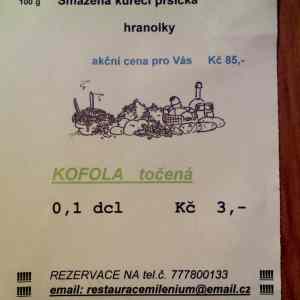 100 g Smažená kuřecí prsíčka
hranolky
akční cena pro Vás Kč 85,-
KOFOLA točená
0,1 dcl Kč 3,-
!!!!! REZERVACE NA tel.č. 777800133 !!!!!
!!!!! email: restauracemilenium@email.cz !!!!!